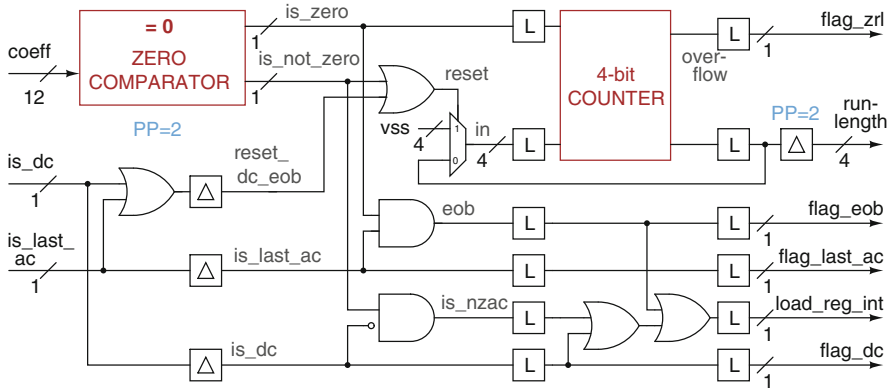 coeff
12
= 0
ZERO
COMPARATOR
PP=2
is_zero
1
is_not_zero
1
reset
vss
4
1
0
in
4
L
L
4-bit
COUNTER
over-
flow
L
L
1
flag_zrl
PP=2
Δ
run-
length
4
is_dc
1
is_last_
ac
1
Δ
reset_
dc_eob
eob
L
L
1
flag_eob
Δ
is_last_ac
L
L
1
flag_last_ac
is_nzac
L
L
1
load_reg_int
Δ
is_dc
L
L
1
flag_dc